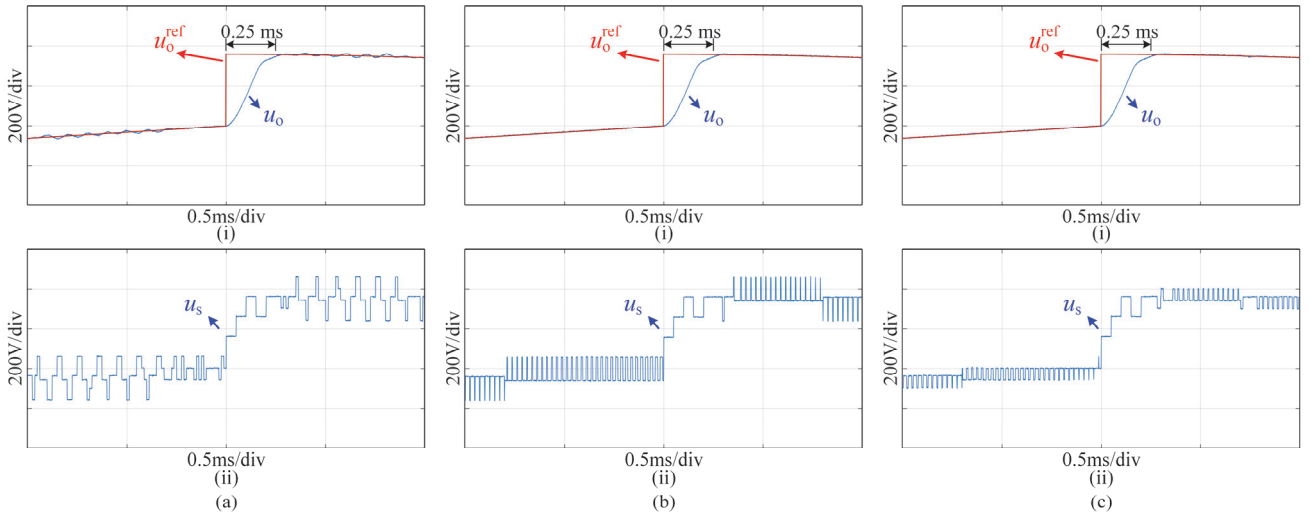 200V/div
0.25 ms
u_o^ref
u_o
0.5ms/div
(i)
200V/div
0.25 ms
u_o^ref
u_o
0.5ms/div
(i)
200V/div
0.25 ms
u_o^ref
u_o
0.5ms/div
(i)
200V/div
u_s
0.5ms/div
(ii)
(a)
200V/div
u_s
0.5ms/div
(ii)
(b)
200V/div
u_s
0.5ms/div
(ii)
(c)